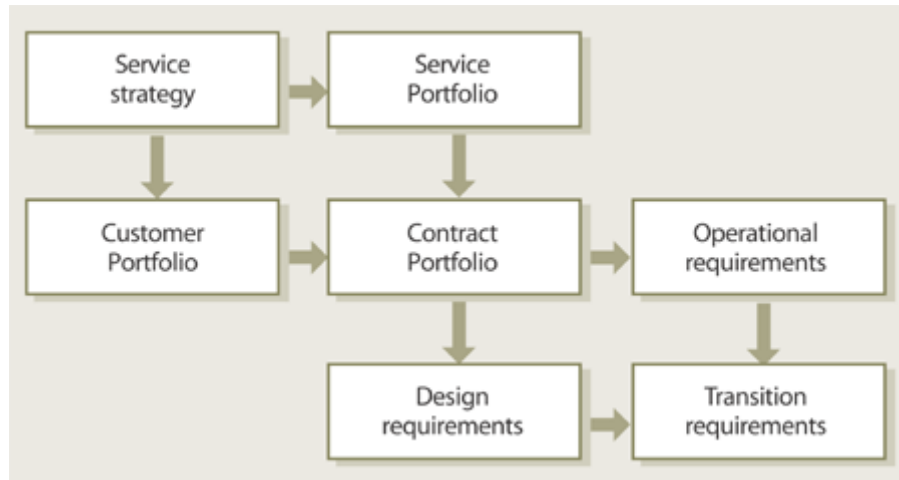 Service
strategy
Service
Portfolio
Customer
Portfolio
Contract
Portfolio
Operational
requirements
Design
requirements
Transition
requirements